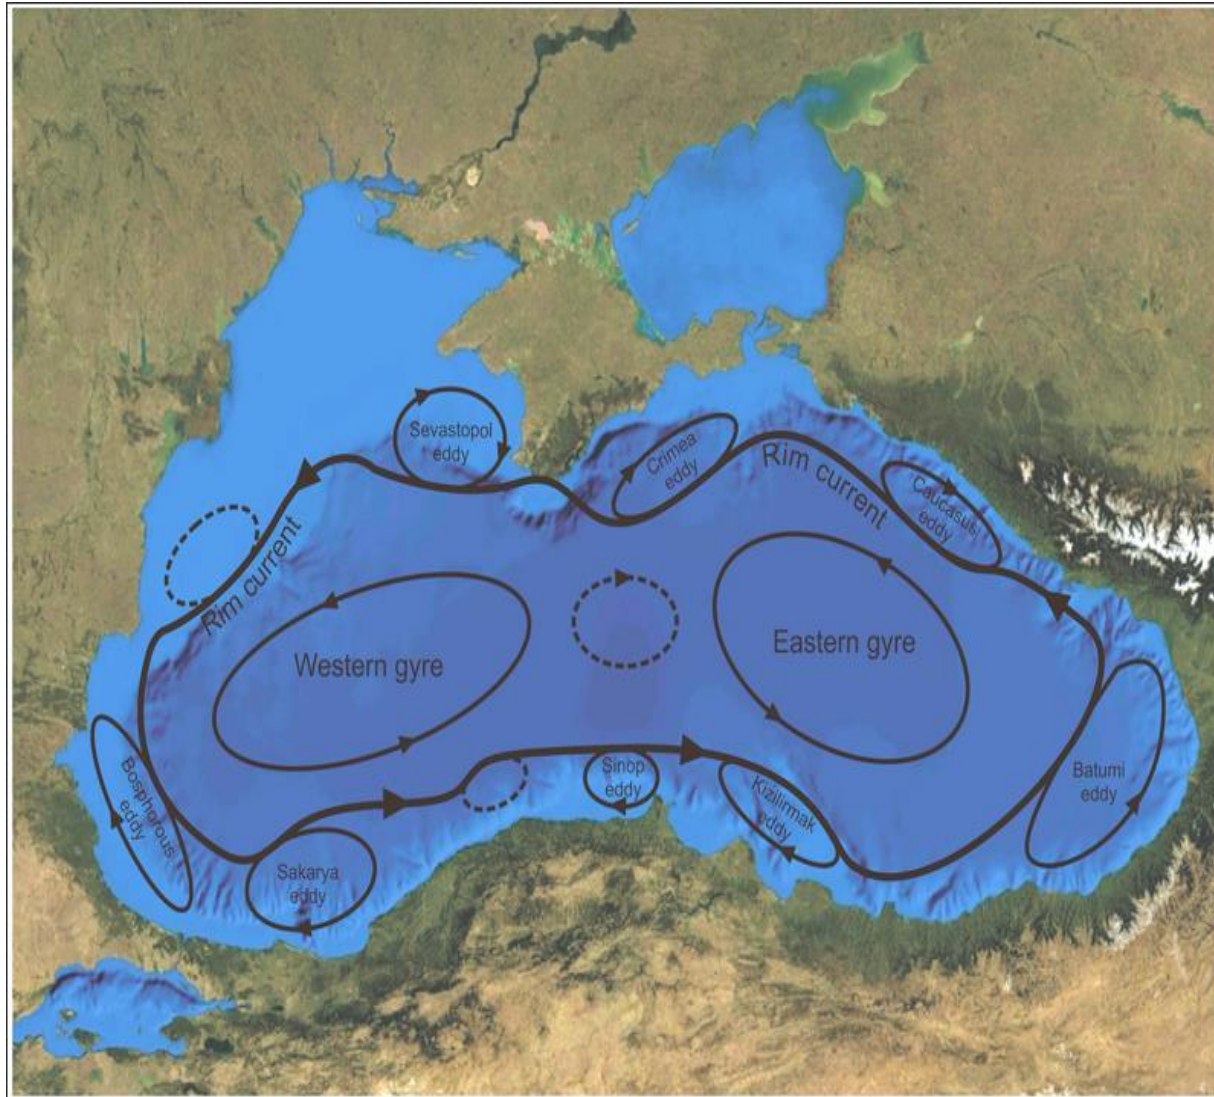 Sevastopol
eddy
Crimea
eddy
Rim current
Caucasus
eddy
Rim current
Western gyre
Eastern gyre
Bosphorous
eddy
Sakarya
eddy
Sinop
eddy
Kizilirmak
eddy
Batumi
eddy